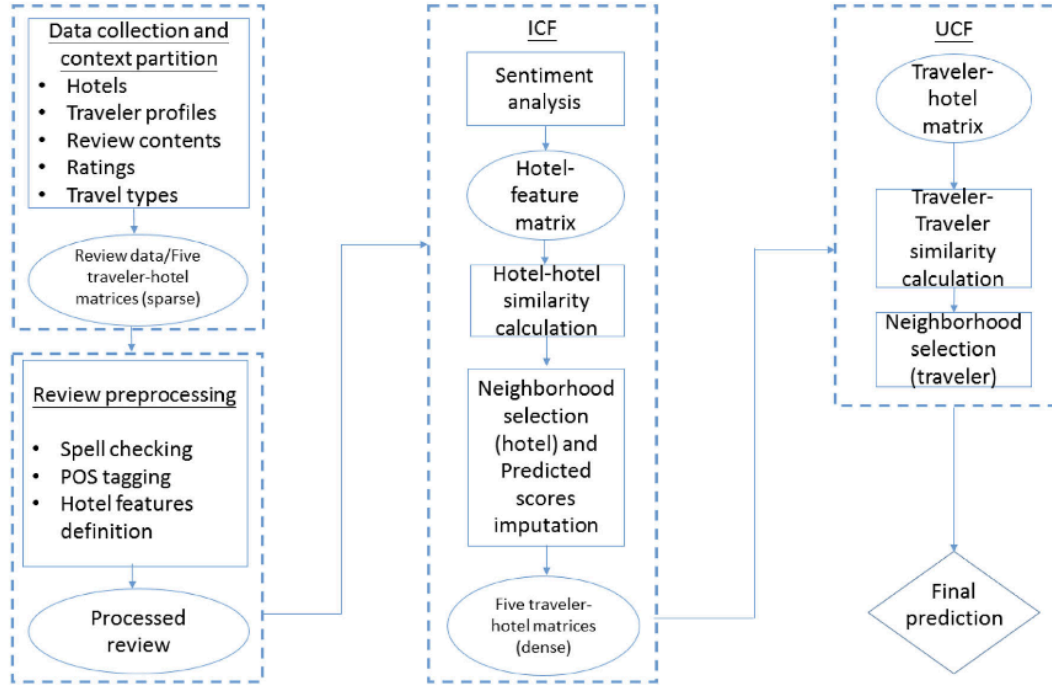 Data collection and
context partition
• Hotels
• Traveler profiles
• Review contents
• Ratings
• Travel types
Review data/Five
traveler-hotel
matrices (sparse)
Review preprocessing
• Spell checking
• POS tagging
• Hotel features
definition
Processed
review
ICF
Sentiment
analysis
Hotel-
feature
matrix
Hotel-hotel
similarity
calculation
Neighborhood
selection
(hotel) and
Predicted
scores
imputation
Five traveler-
hotel matrices
(dense)
UCF
Traveler-
hotel
matrix
Traveler-
Traveler
similarity
calculation
Neighborhood
selection
(traveler)
Final
prediction